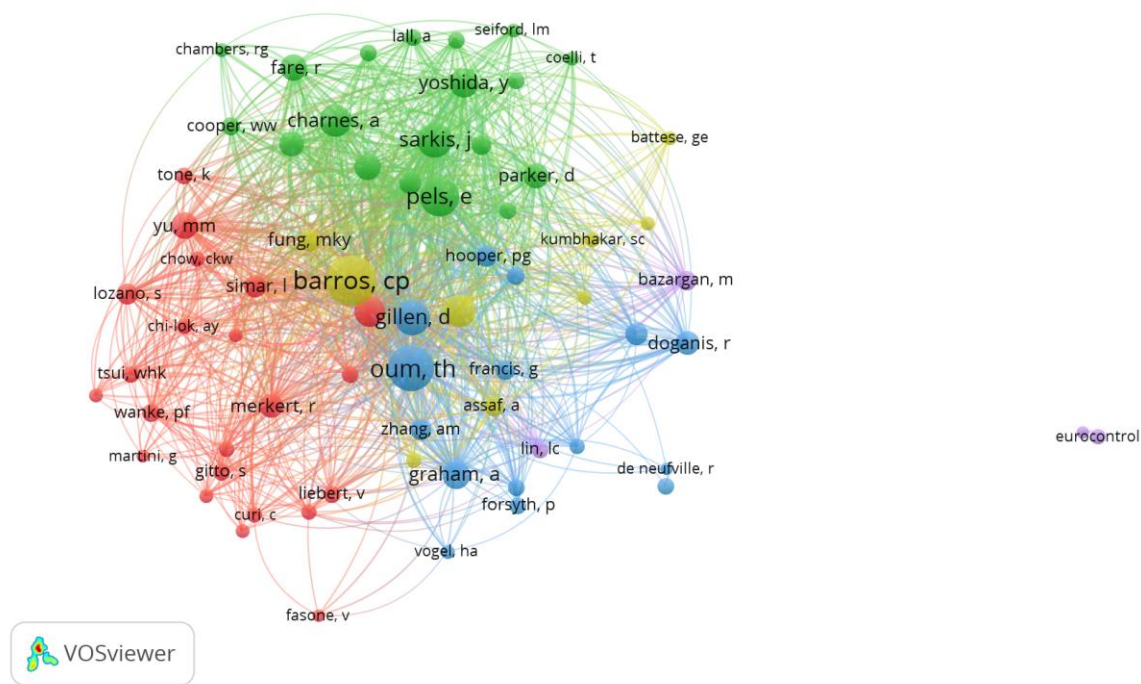 seiford, lm
lall, a
chambers, rg
coelli, t
fare, r
yoshida, y
charnes, a
cooper, ww
battese, ge
sarkis, j
tone, k
parker, d
pels, e
yu, mm
fung, mky
kumbhakar, sc
hooper, pg
chow, ckw
barros, cp
bazargan, m
simar, l
lozano, s
gillen, d
chi-lok, ay
doganis, r
oum, th
francis, g
tsui, whk
assaf, a
merkert, r
wanke, pf
zhang, am
eurocontrol
lin, lc
martini, g
gitto, s
graham, a
de neufville, r
liebert, v
forsyth, p
curi, c
vogel, ha
fasone, v
VOSviewer